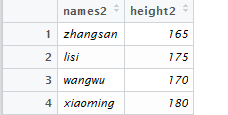 names2 height2
1 zhangsan 165
2 lisi 175
3 wangwu 170
4 xiaoming 180